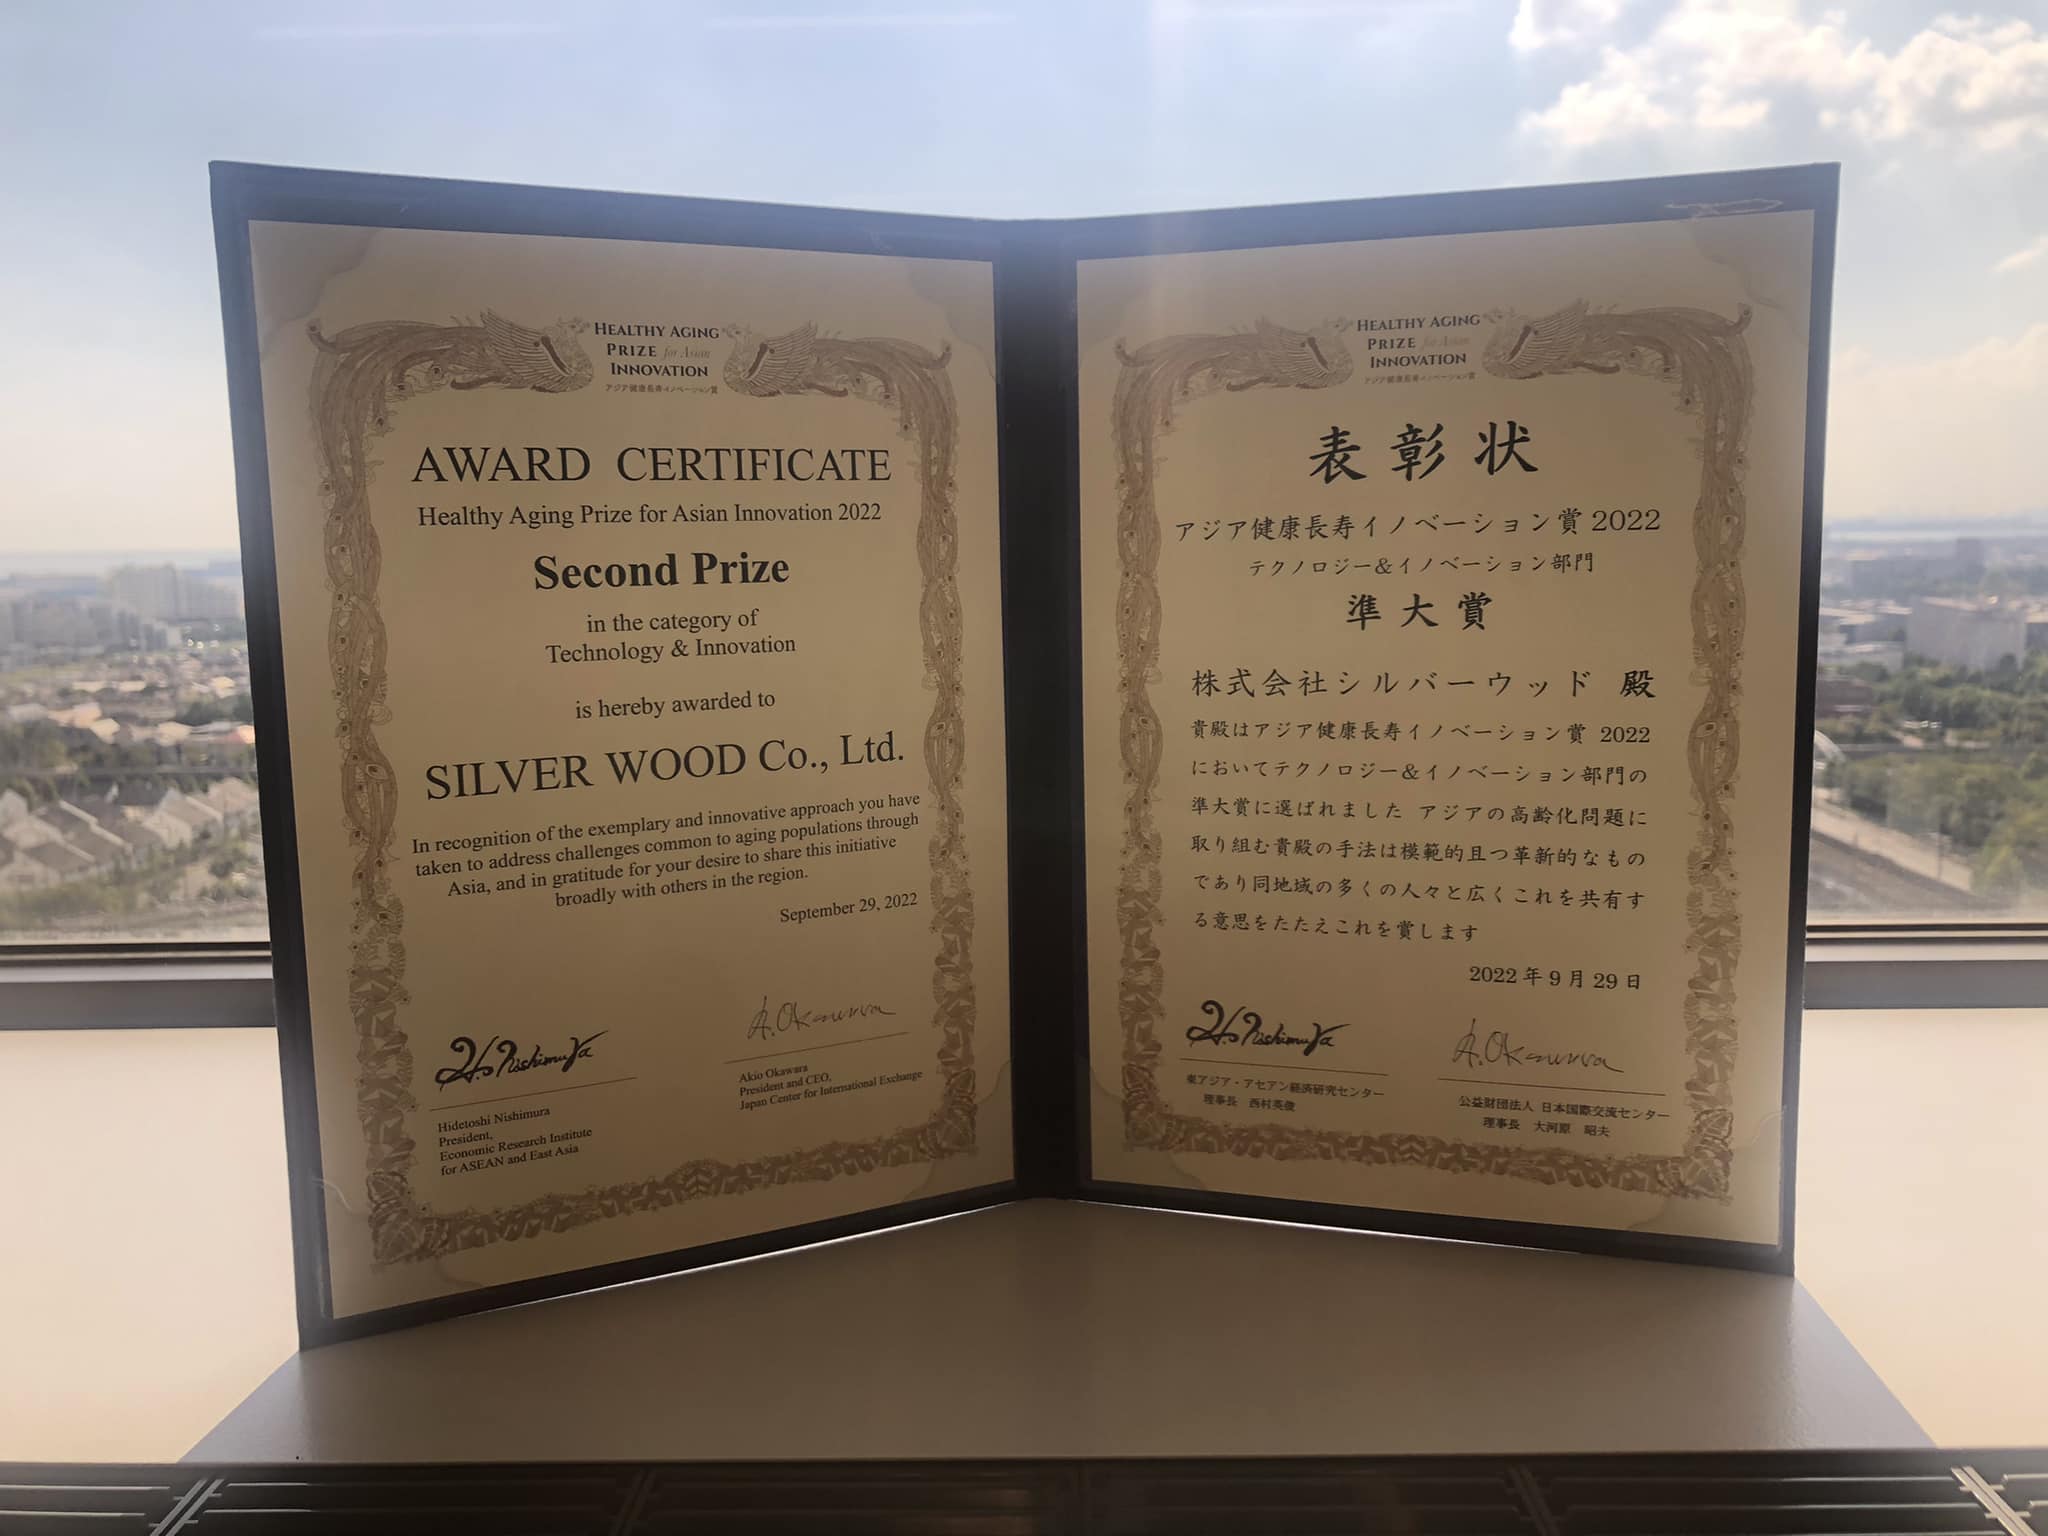 HEALTHY AGING
PRIZE for Asian
INNOVATION
アジア健康長寿イノベーション賞
AWARD CERTIFICATE
Healthy Aging Prize for Asian Innovation 2022
Second Prize
in the category of
Technology & Innovation
is hereby awarded to
SILVER WOOD Co., Ltd.
In recognition of the exemplary and innovative approach you have
taken to address challenges common to aging populations through
Asia, and in gratitude for your desire to share this initiative
broadly with others in the region.
September 29, 2022
H. Nishimura
Hidetoshi Nishimura
President,
Economic Research Institute
for ASEAN and East Asia
A. Okawara
Akio Okawara
President and CEO,
Japan Center for International Exchange
HEALTHY AGING
PRIZE for Asian
INNOVATION
アジア健康長寿イノベーション賞
表彰状
アジア健康長寿イノベーション賞2022
テクノロジー&イノベーション部門
準大賞
株式会社シルバーウッド 殿
貴殿はアジア健康長寿イノベーション賞 2022
においてテクノロジー&イノベーション部門の
準大賞に選ばれました アジアの高齢化問題に
取り組む貴殿の手法は模範的且つ革新的なもの
であり同地域の多くの人々と広くこれを共有す
る意思をたたえこれを賞します
2022年9月29日
H. Nishimura
東アジア・アセアン経済研究センター
理事長 西村英俊
A. Okawara
公益財団法人 日本国際交流センター
理事長 大河原 昭夫